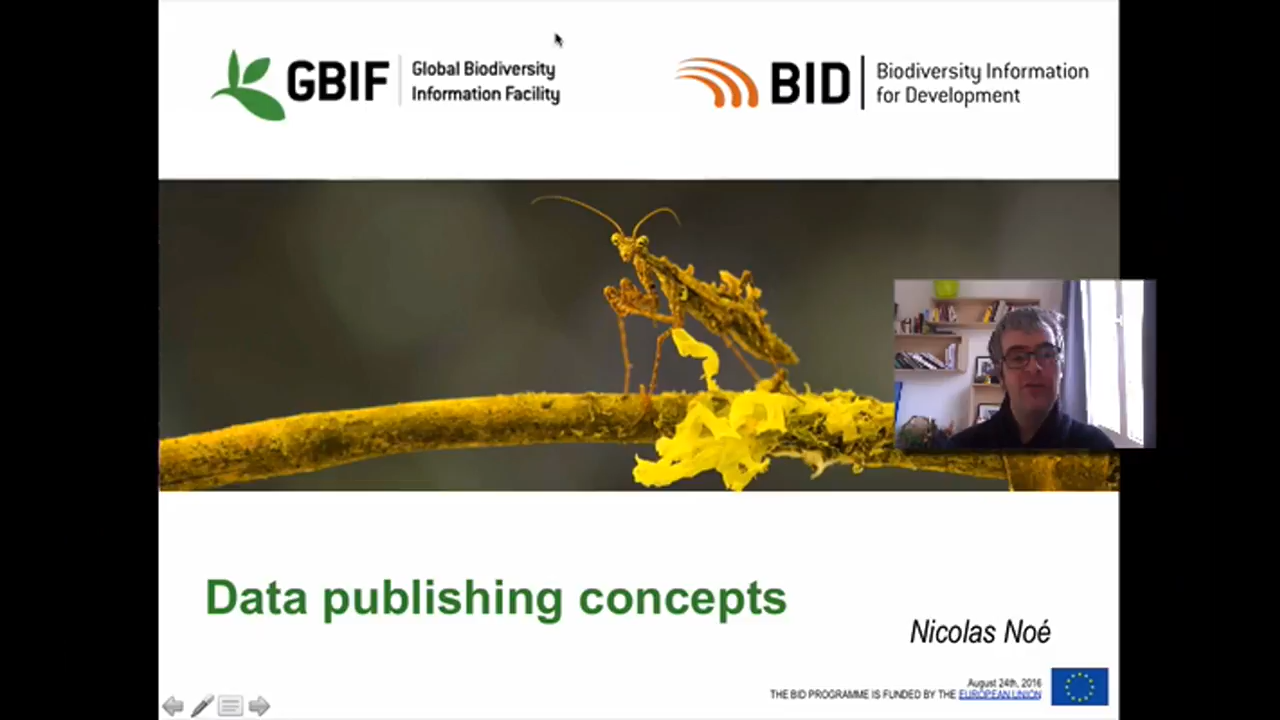 GBIF
Global Biodiversity
Information Facility
BID
Biodiversity Information
for Development
Data publishing concepts
Nicolas Noé
August 24th, 2016
THE BID PROGRAMME IS FUNDED BY THE EUROPEAN UNION